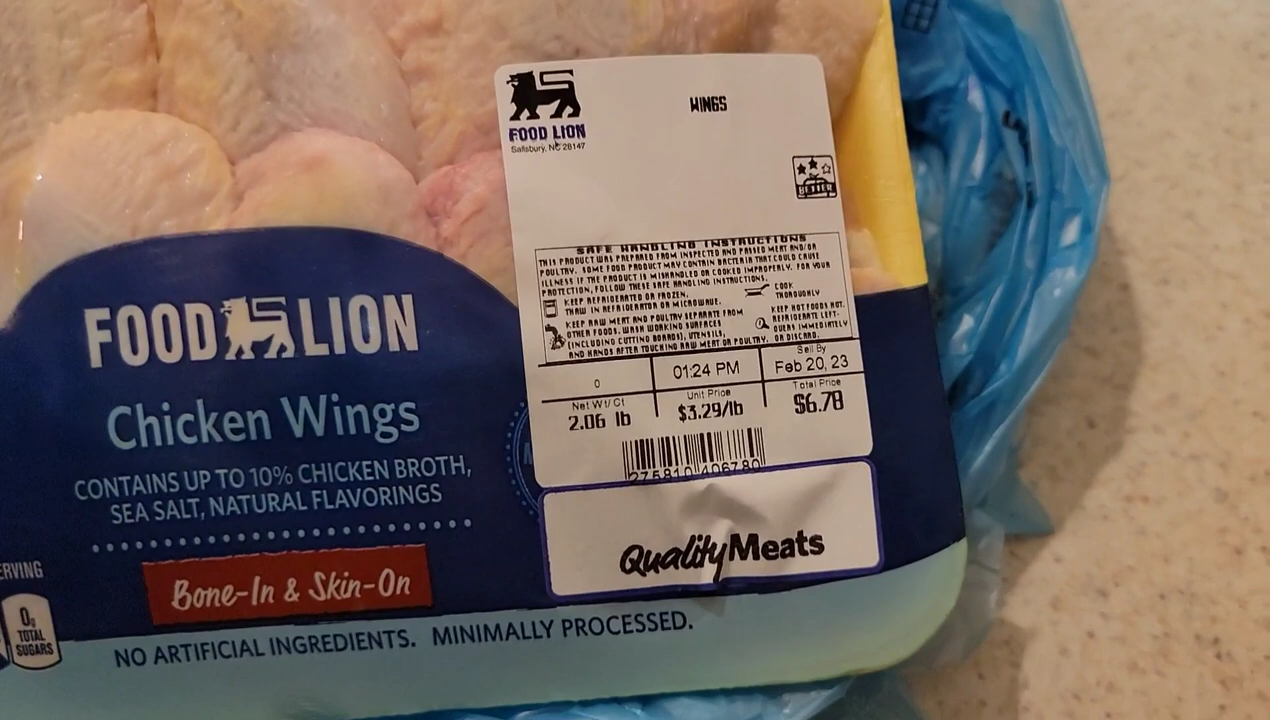 FOOD LION
Salisbury, NC 28147
WINGS
BETTER
SAFE HANDLING INSTRUCTIONS
THIS PRODUCT WAS PREPARED FROM INSPECTED AND PASSED MEAT AND/OR
POULTRY. SOME FOOD PRODUCT MAY CONTAIN BACTERIA THAT COULD CAUSE
ILLNESS IF THE PRODUCT IS MISHANDLED OR COOKED IMPROPERLY. FOR YOUR
PROTECTION, FOLLOW THESE SAFE HANDLING INSTRUCTIONS.
KEEP REFRIGERATED OR FROZEN.
THAW IN REFRIGERATOR OR MICROWAVE.
COOK
THOROUGHLY
KEEP RAW MEAT AND POULTRY SEPARATE FROM
OTHER FOODS. WASH WORKING SURFACES
(INCLUDING CUTTING BOARDS), UTENSILS,
AND HANDS AFTER TOUCHING RAW MEAT OR POULTRY.
KEEP HOT FOODS HOT.
REFRIGERATE LEFT-
OVERS IMMEDIATELY
OR DISCARD.
0
01:24 PM
Sell By
Feb 20, 23
Net Wt/Ct
2.06 lb
Unit Price
$3.29/lb
Total Price
$6.78
275810 406780
Quality Meats
FOOD LION
Chicken Wings
CONTAINS UP TO 10% CHICKEN BROTH,
SEA SALT, NATURAL FLAVORINGS
Bone-In & Skin-On
NO ARTIFICIAL INGREDIENTS. MINIMALLY PROCESSED.
ERVING
0g
TOTAL
SUGARS